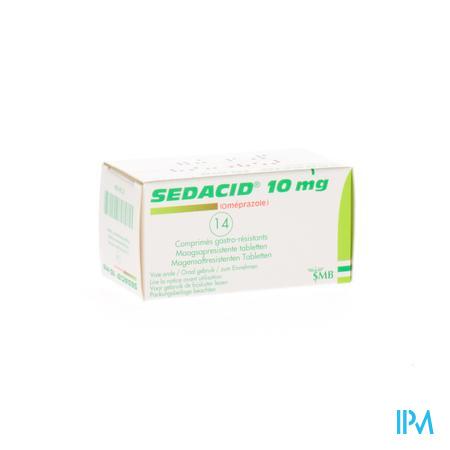 SEDACID® 10 mg
(Oméprazole)
14
Comprimés gastro-résistants
Maagsapresistente tabletten
Magensaftresistenten Tabletten
Voie orale / Oraal gebruik / zum Einnehmen
Lire la notice avant utilisation
Voor gebruik de bijsluiter lezen
Packungsbeilage beachten
SMB
IPM